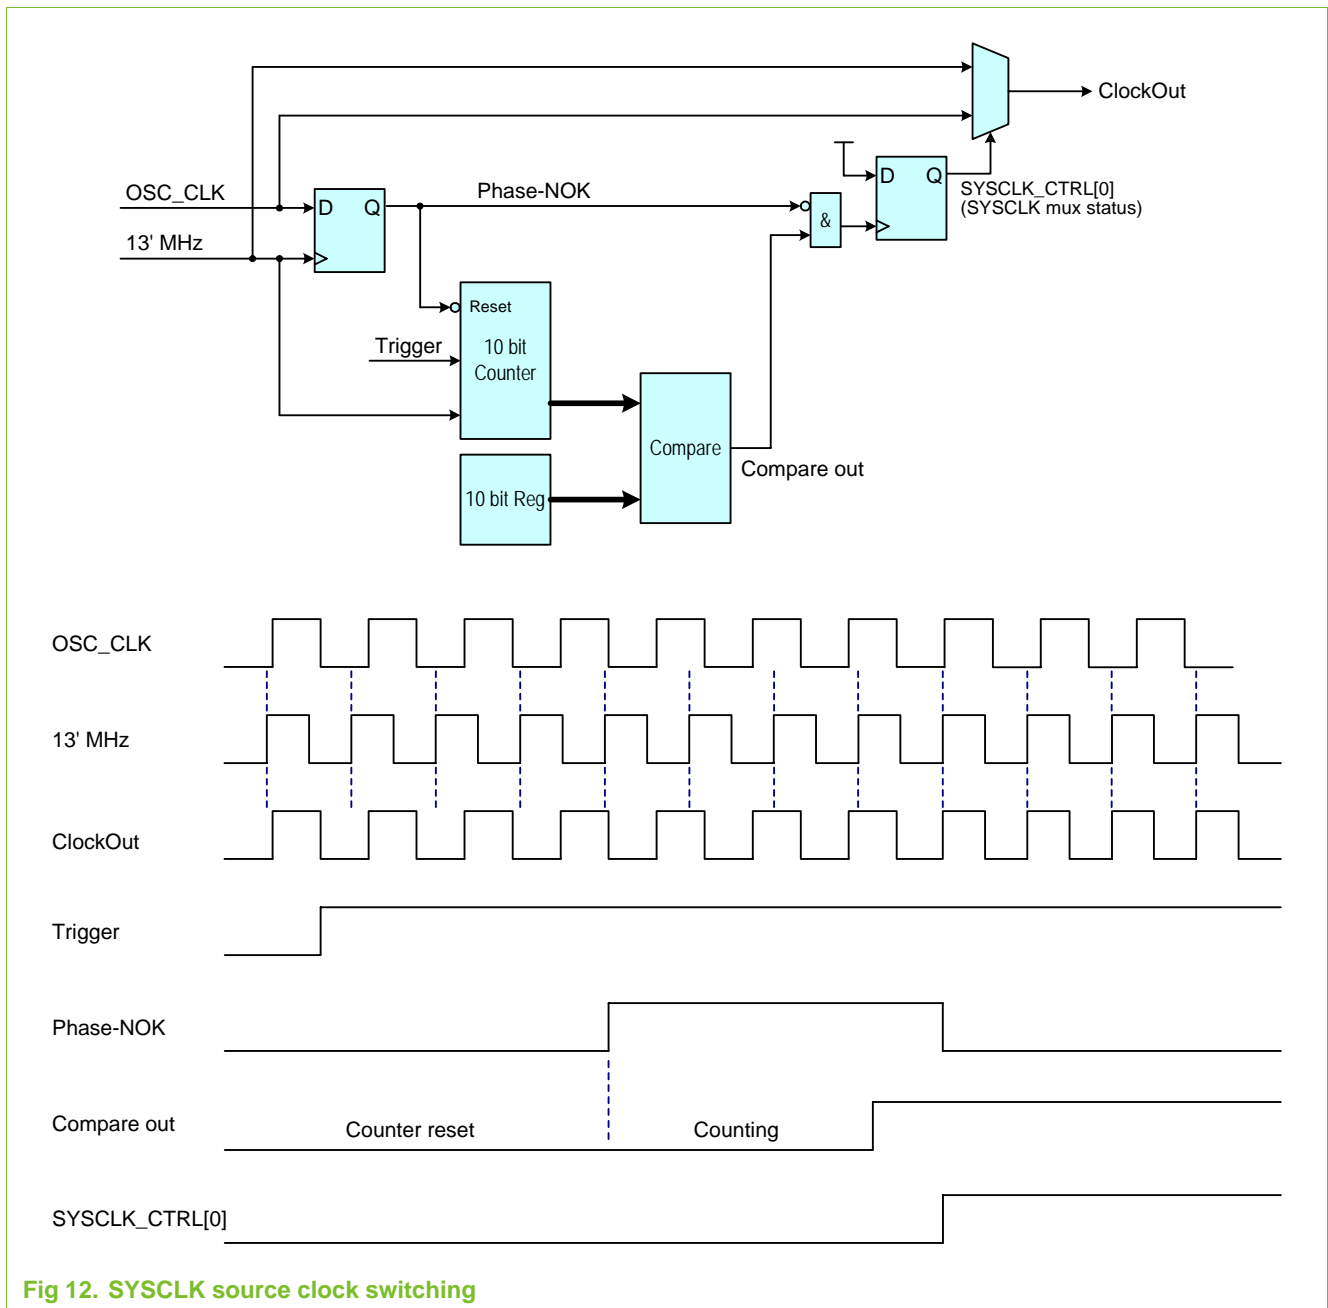 ClockOut
OSC_CLK
D Q
Phase-NOK
&
D Q
SYSCLK_CTRL[0]
(SYSCLK mux status)
13' MHz
Reset
Trigger
10 bit
Counter
Compare
Compare out
10 bit Reg
OSC_CLK
13' MHz
ClockOut
Trigger
Phase-NOK
Compare out
Counter reset
Counting
SYSCLK_CTRL[0]
Fig 12. SYSCLK source clock switching